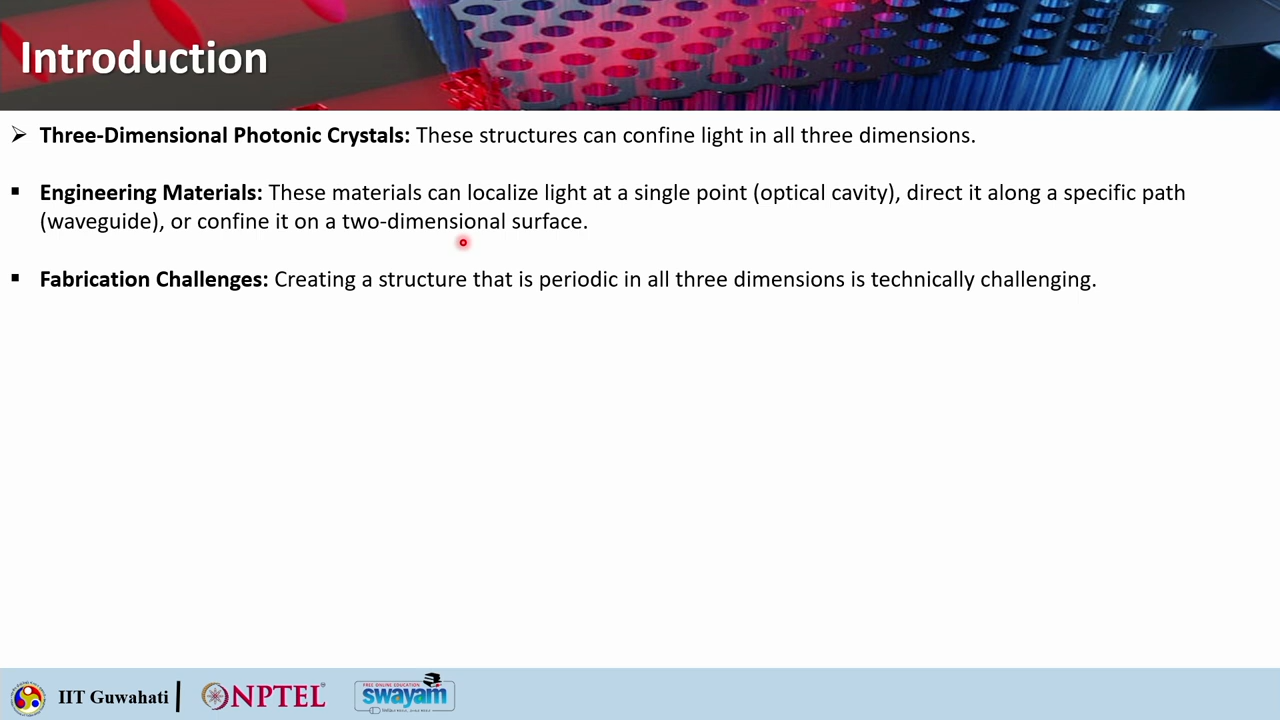 Introduction
➢ Three-Dimensional Photonic Crystals: These structures can confine light in all three dimensions.
▪ Engineering Materials: These materials can localize light at a single point (optical cavity), direct it along a specific path
(waveguide), or confine it on a two-dimensional surface.
▪ Fabrication Challenges: Creating a structure that is periodic in all three dimensions is technically challenging.
IIT Guwahati
NPTEL
FREE ONLINE EDUCATION
swayam